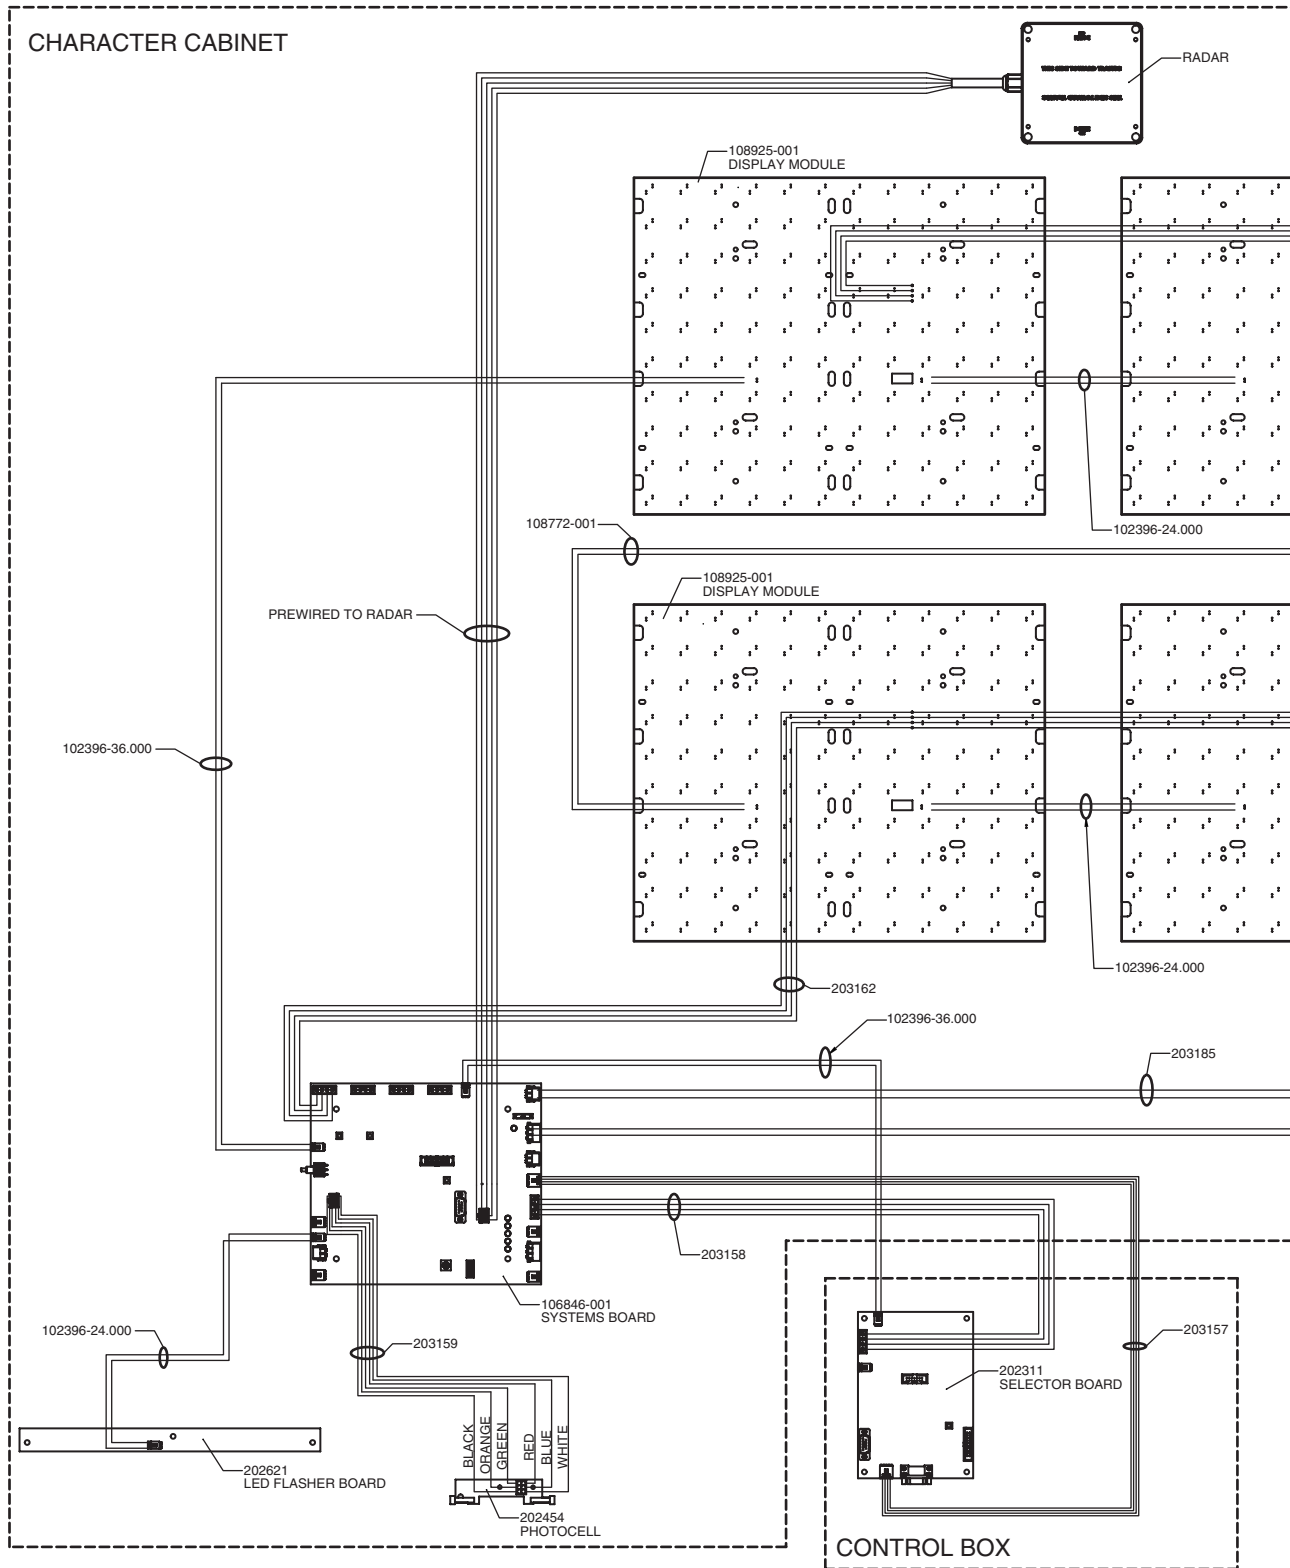 CHARACTER CABINET
RADAR
108925-001
DISPLAY MODULE
102396-24.000
108772-001
108925-001
DISPLAY MODULE
PREWIRED TO RADAR
102396-36.000
102396-24.000
203162
102396-36.000
203185
203158
106846-001
SYSTEMS BOARD
102396-24.000
203159
203157
202311
SELECTOR BOARD
BLACK
ORANGE
GREEN
RED
BLUE
WHITE
202621
LED FLASHER BOARD
202454
PHOTOCELL
CONTROL BOX